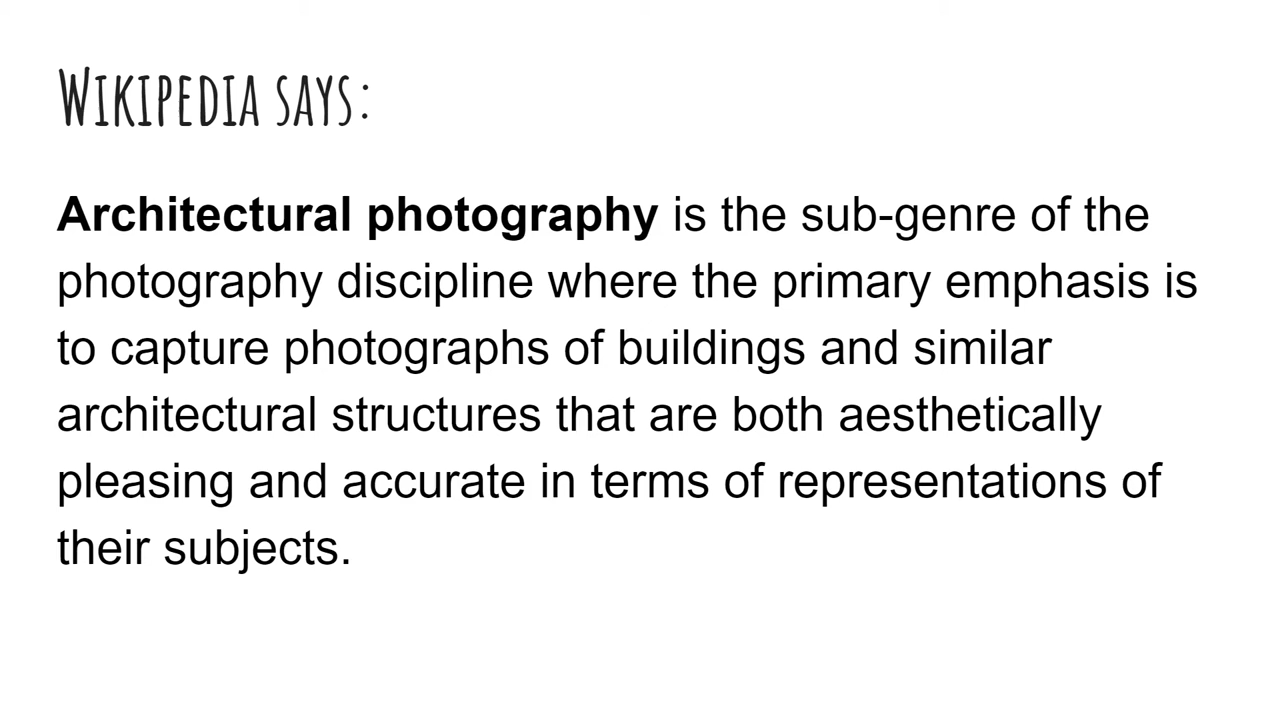 Wikipedia says:
Architectural photography is the sub-genre of the
photography discipline where the primary emphasis is
to capture photographs of buildings and similar
architectural structures that are both aesthetically
pleasing and accurate in terms of representations of
their subjects.